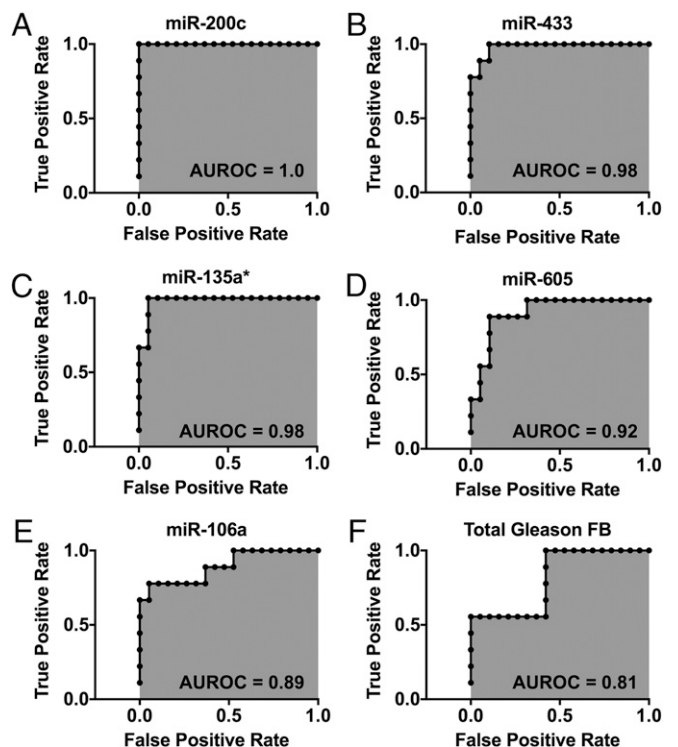 A
miR-200c
True Positive Rate
1.0
0.5
0.0
AUROC = 1.0
0.0 0.5 1.0
False Positive Rate
B
miR-433
True Positive Rate
1.0
0.5
0.0
AUROC = 0.98
0.0 0.5 1.0
False Positive Rate
C
miR-135a*
True Positive Rate
1.0
0.5
0.0
AUROC = 0.98
0.0 0.5 1.0
False Positive Rate
D
miR-605
True Positive Rate
1.0
0.5
0.0
AUROC = 0.92
0.0 0.5 1.0
False Positive Rate
E
miR-106a
True Positive Rate
1.0
0.5
0.0
AUROC = 0.89
0.0 0.5 1.0
False Positive Rate
F
Total Gleason FB
True Positive Rate
1.0
0.5
0.0
AUROC = 0.81
0.0 0.5 1.0
False Positive Rate